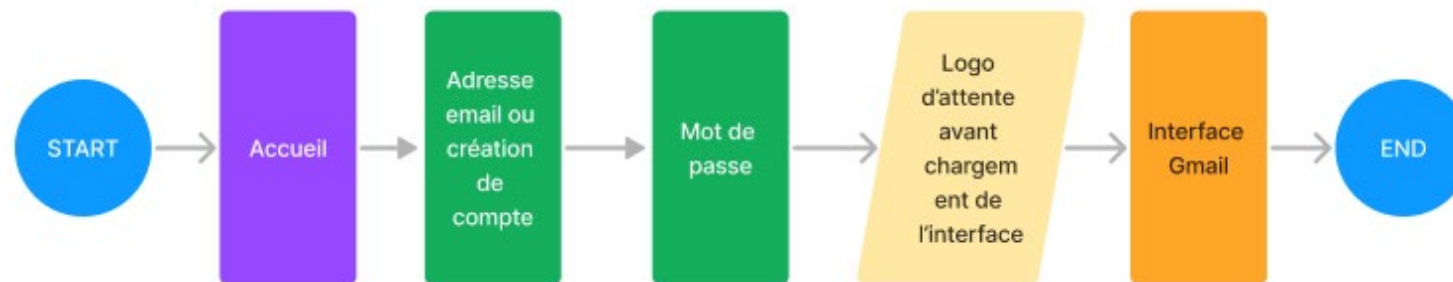 START
Accueil
Adresse
email ou
création
de
compte
Mot de
passe
Logo
d'attente
avant
chargem
ent de
l'interface
Interface
Gmail
END